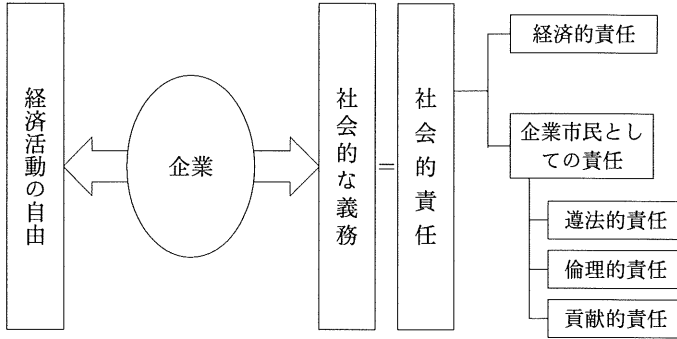 経済活動の自由
企業
社会的な義務
=
社会的責任
経済的責任
企業市民とし
ての責任
遵法的責任
倫理的責任
貢献的責任